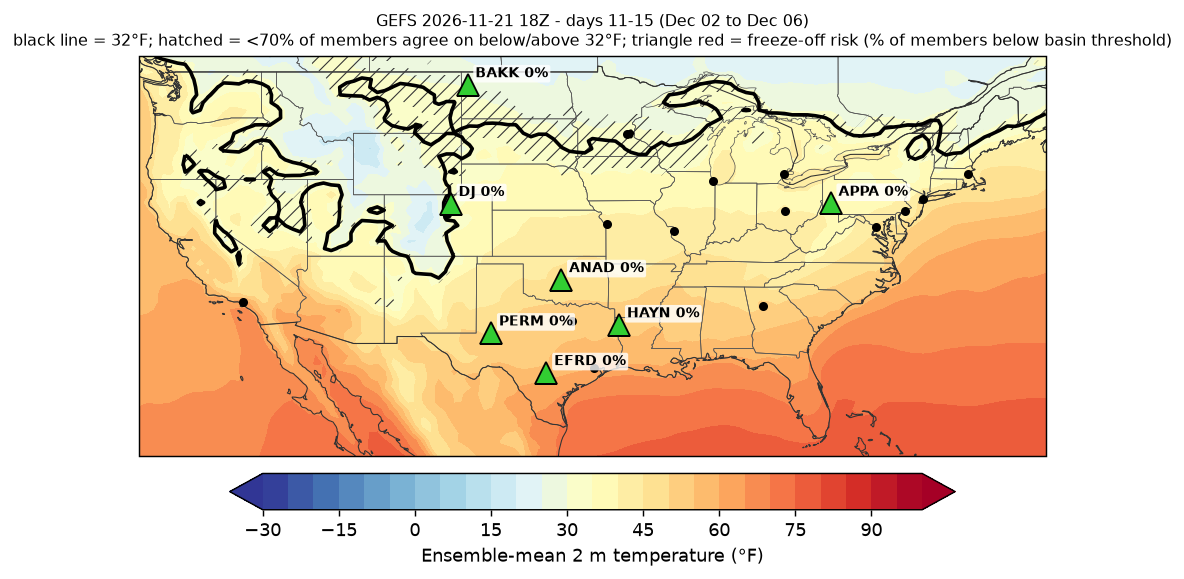 GEFS 2026-11-21 18Z - days 11-15 (Dec 02 to Dec 06)
black line = 32°F; hatched = <70% of members agree on below/above 32°F; triangle red = freeze-off risk (% of members below basin threshold)
BAKK 0%
DJ 0%
APPA 0%
ANAD 0%
HAYN 0%
PERM 0%
EFRD 0%
−30 −15 0 15 30 45 60 75 90
Ensemble-mean 2 m temperature (°F)